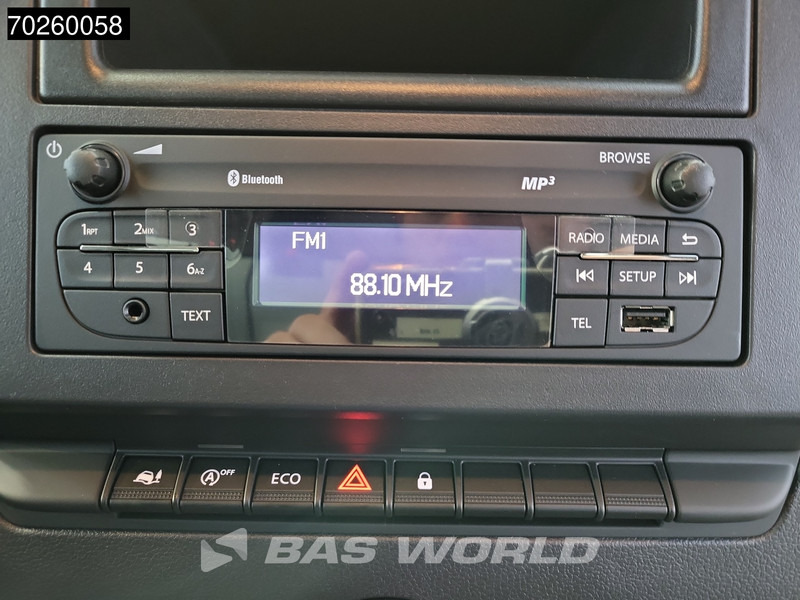 70260058
BROWSE
Bluetooth
MP3
1RPT 2MIX 3
RADIO MEDIA
FM1
4 5 6A-Z
SETUP
88.10 MHz
TEXT
TEL
A OFF
ECO
BAS WORLD